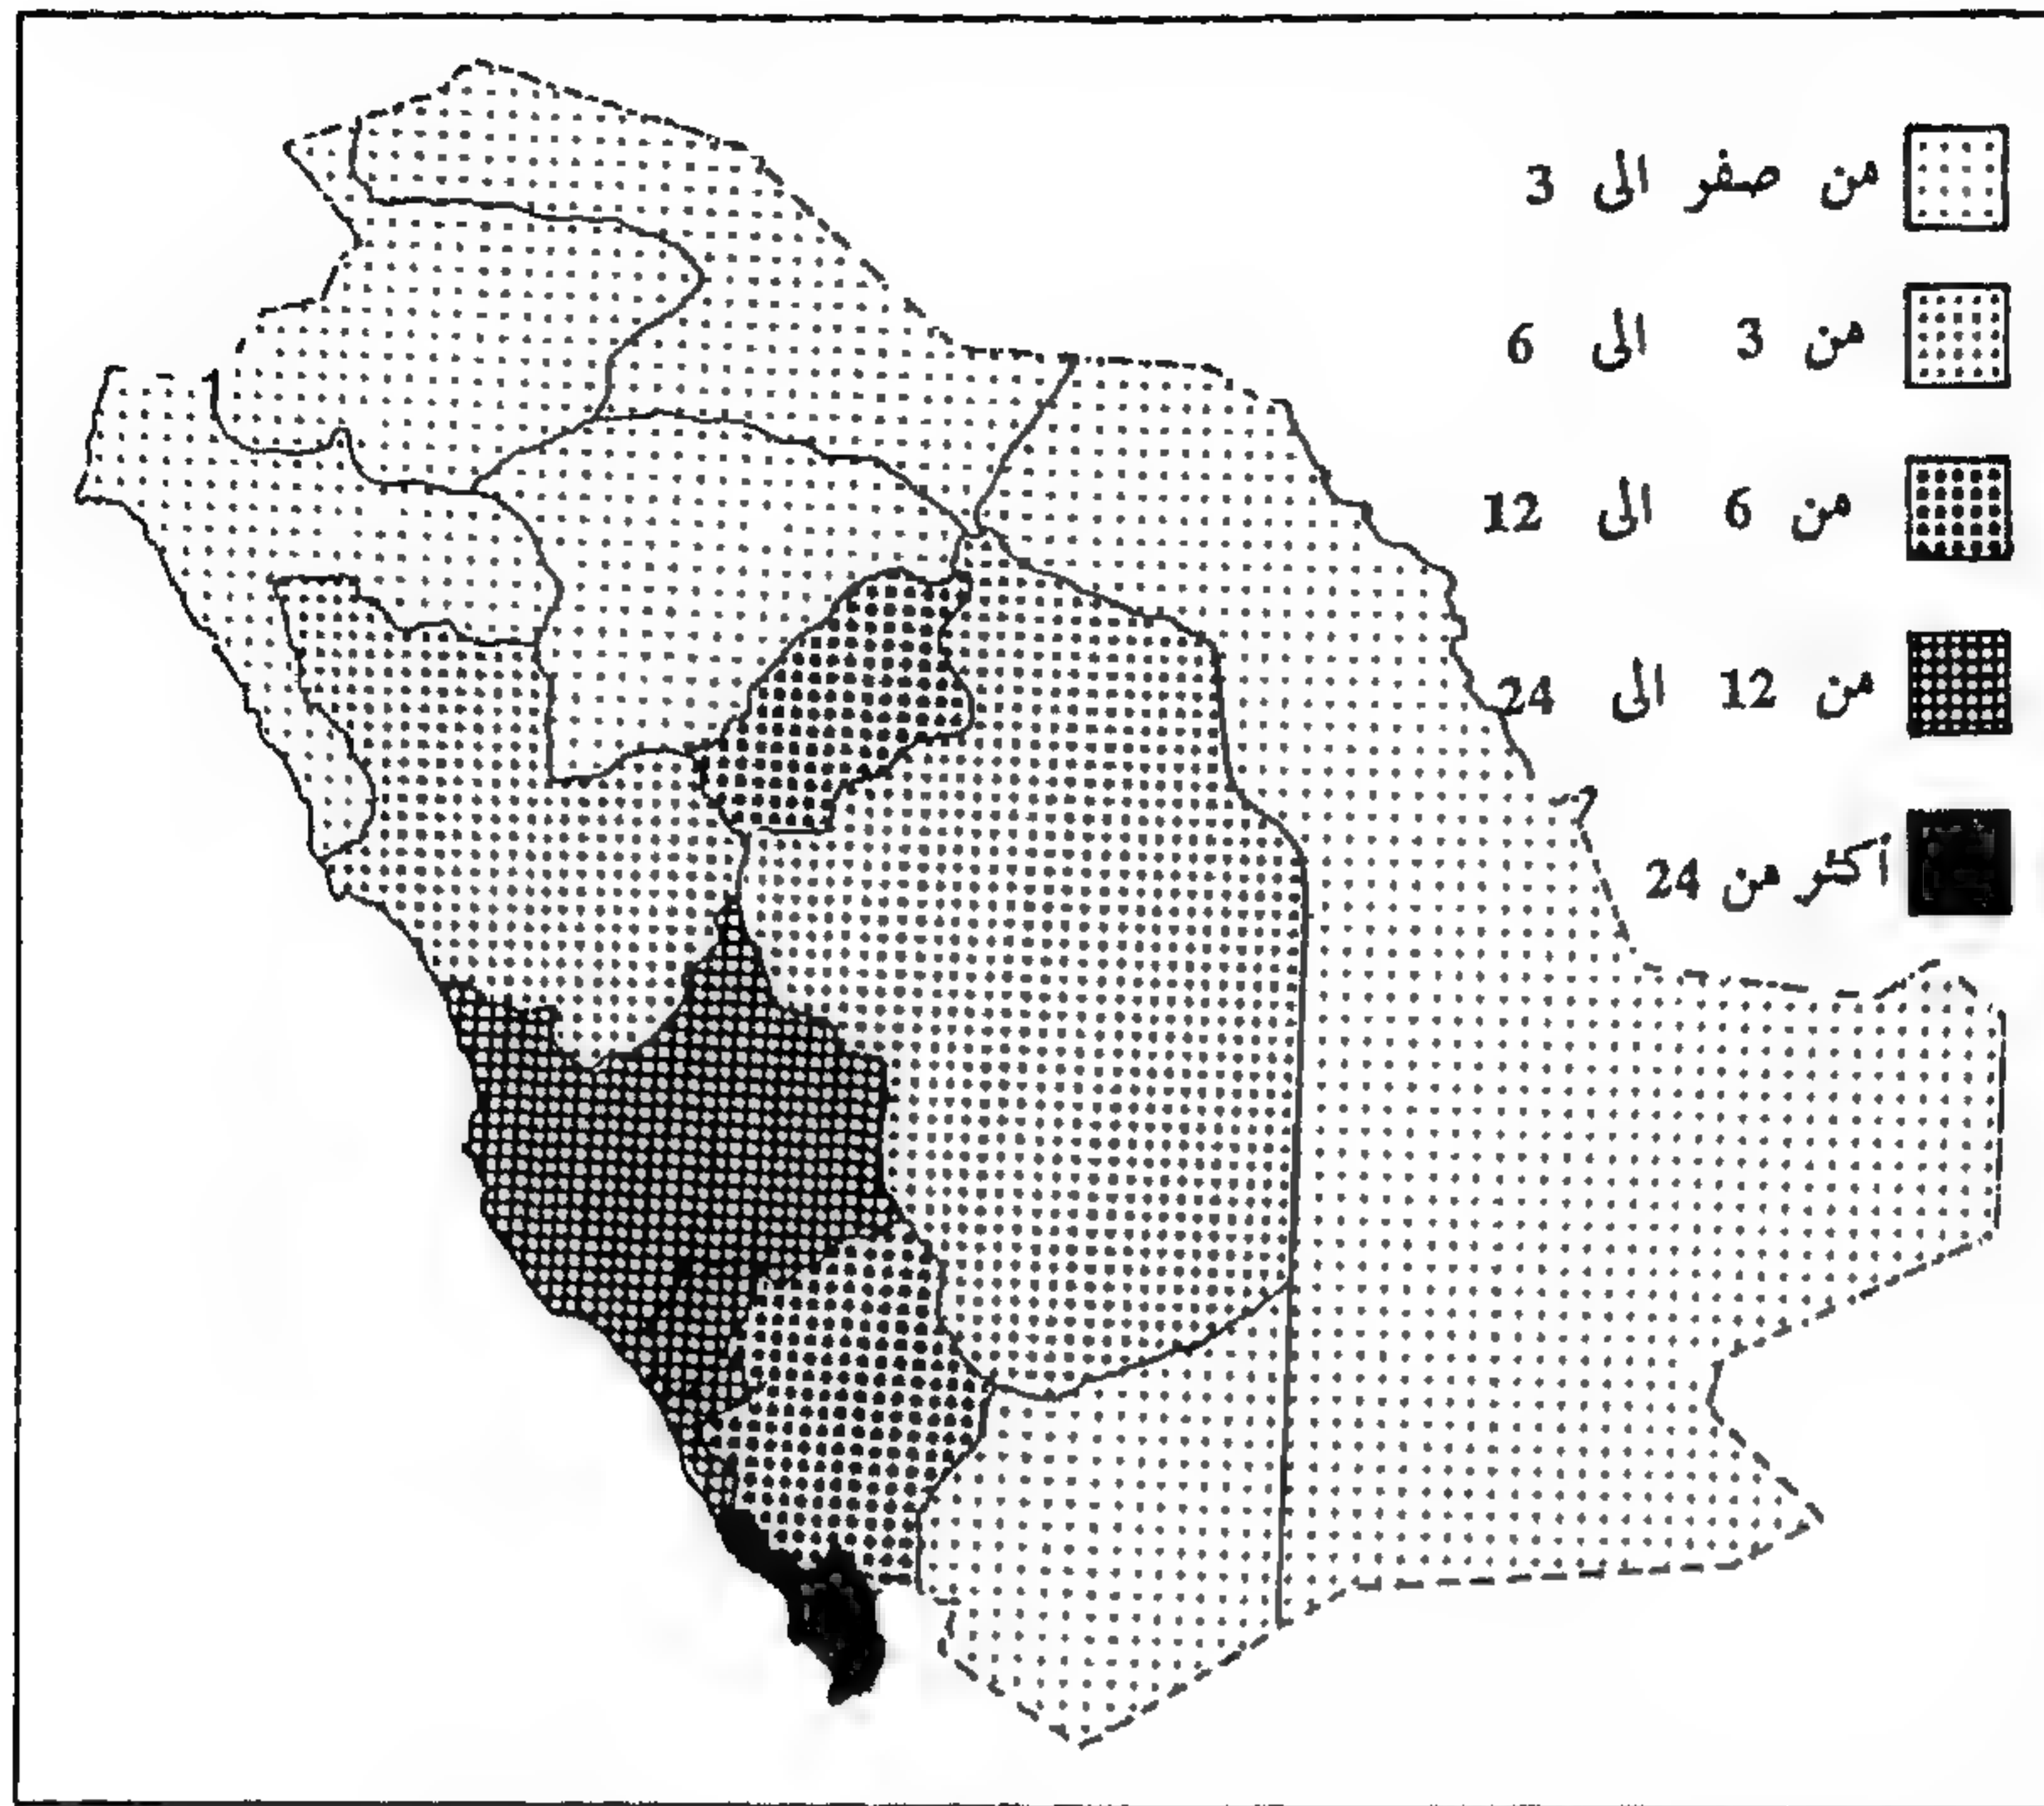 من صفر الى 3
من 3 الى 6
من 6 الى 12
من 12 الى 24
أكثر من 24